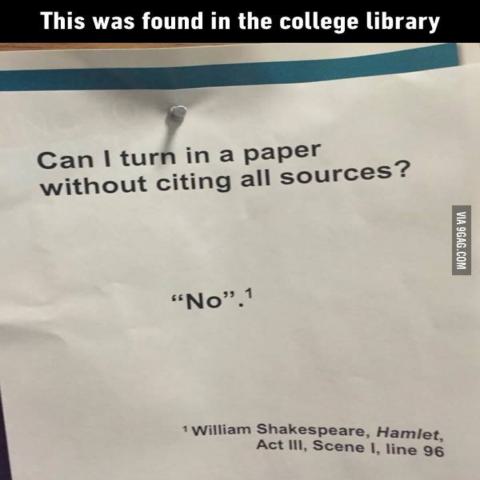 This was found in the college library
Can I turn in a paper
without citing all sources?
VIA 9GAG.COM
“No”.¹
¹ William Shakespeare, Hamlet,
Act III, Scene I, line 96